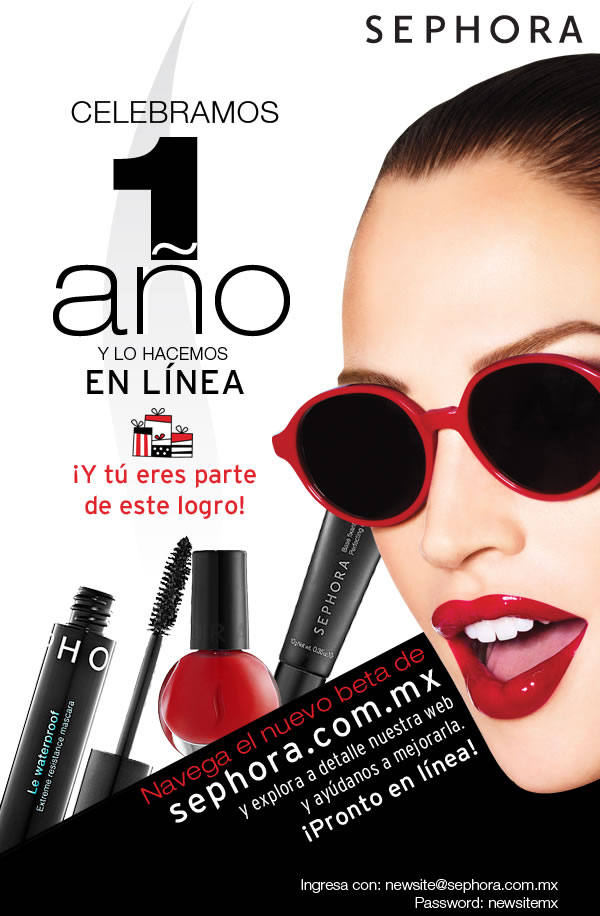 SEPHORA
CELEBRAMOS
1
año
Y LO HACEMOS
EN LÍNEA
¡Y tú eres parte
de este logro!
SEPHORA
PHO
Le waterproof
Extreme resistance mascara
Navega el nuevo beta de
sephora.com.mx
y explora a detalle nuestra web
y ayúdanos a mejorarla.
¡Pronto en línea!
Ingresa con: newsite@sephora.com.mx
Password: newsitemx